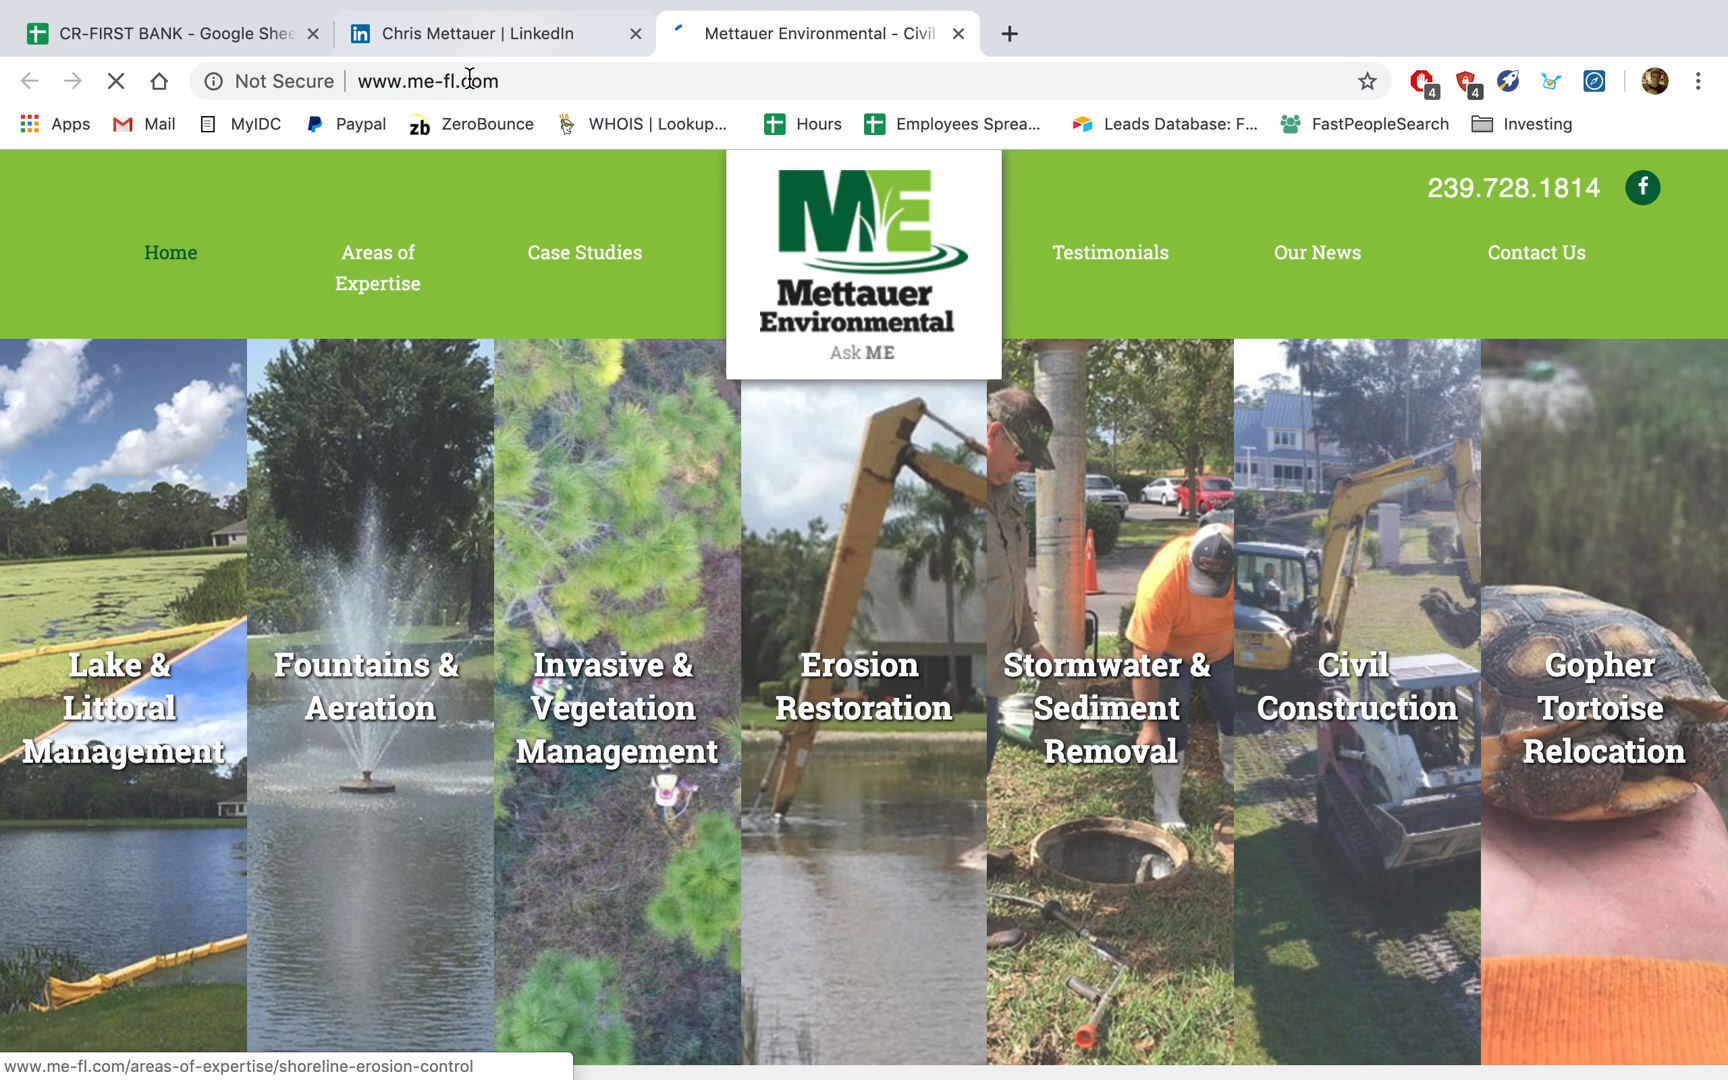 CR-FIRST BANK - Google Shee
Chris Mettauer | LinkedIn
Mettauer Environmental - Civil
Not Secure
www.me-fl.com
4
4
Apps
Mail
MyIDC
Paypal
zb ZeroBounce
WHOIS | Lookup...
Hours
Employees Sprea...
Leads Database: F...
FastPeopleSearch
Investing
239.728.1814
f
Home
Areas of
Expertise
Case Studies
ME
Mettauer
Environmental
Ask ME
Testimonials
Our News
Contact Us
Lake &
Littoral
Management
Fountains &
Aeration
Invasive &
Vegetation
Management
Erosion
Restoration
Stormwater &
Sediment
Removal
Civil
Construction
Gopher
Tortoise
Relocation
www.me-fl.com/areas-of-expertise/shoreline-erosion-control